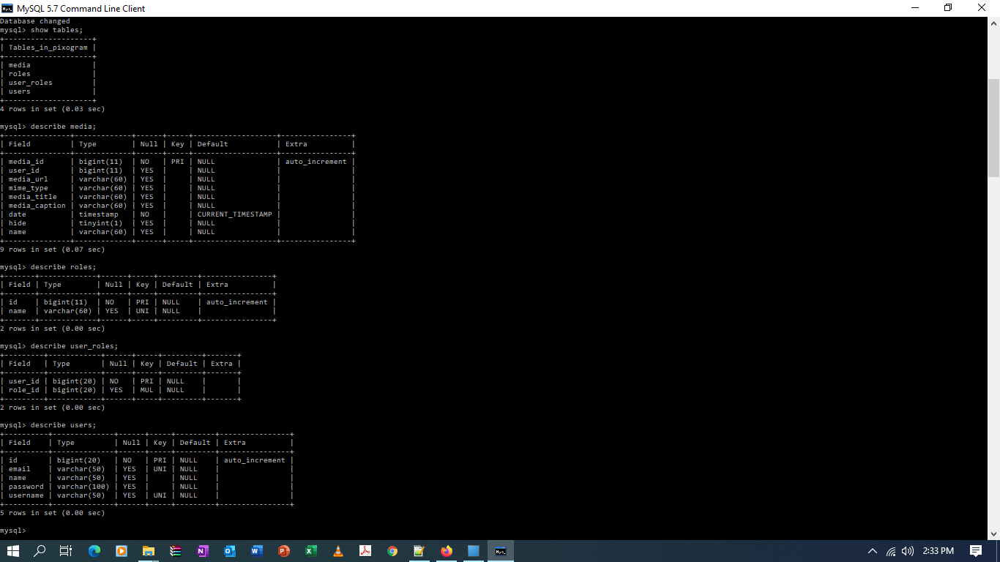 MySQL 5.7 Command Line Client
Database changed
mysql> show tables;
+--------------------+
| Tables_in_pixogram |
+--------------------+
| media              |
| roles              |
| user_roles         |
| users              |
+--------------------+
4 rows in set (0.03 sec)
mysql> describe media;
+---------------+-------------+------+-----+-------------------+----------------+
| Field         | Type        | Null | Key | Default           | Extra          |
+---------------+-------------+------+-----+-------------------+----------------+
| media_id      | bigint(11)  | NO   | PRI | NULL              | auto_increment |
| user_id       | bigint(11)  | YES  |     | NULL              |                |
| media_url     | varchar(60) | YES  |     | NULL              |                |
| mime_type     | varchar(60) | YES  |     | NULL              |                |
| media_title   | varchar(60) | YES  |     | NULL              |                |
| media_caption | varchar(60) | YES  |     | NULL              |                |
| date          | timestamp   | NO   |     | CURRENT_TIMESTAMP |                |
| hide          | tinyint(1)  | YES  |     | NULL              |                |
| name          | varchar(60) | YES  |     | NULL              |                |
+---------------+-------------+------+-----+-------------------+----------------+
9 rows in set (0.07 sec)
mysql> describe roles;
+-------+-------------+------+-----+---------+----------------+
| Field | Type        | Null | Key | Default | Extra          |
+-------+-------------+------+-----+---------+----------------+
| id    | bigint(11)  | NO   | PRI | NULL    | auto_increment |
| name  | varchar(60) | YES  | UNI | NULL    |                |
+-------+-------------+------+-----+---------+----------------+
2 rows in set (0.00 sec)
mysql> describe user_roles;
+---------+------------+------+-----+---------+-------+
| Field   | Type       | Null | Key | Default | Extra |
+---------+------------+------+-----+---------+-------+
| user_id | bigint(20) | NO   | PRI | NULL    |       |
| role_id | bigint(20) | YES  | MUL | NULL    |       |
+---------+------------+------+-----+---------+-------+
2 rows in set (0.00 sec)
mysql> describe users;
+----------+--------------+------+-----+---------+----------------+
| Field    | Type         | Null | Key | Default | Extra          |
+----------+--------------+------+-----+---------+----------------+
| id       | bigint(20)   | NO   | PRI | NULL    | auto_increment |
| email    | varchar(50)  | YES  | UNI | NULL    |                |
| name     | varchar(50)  | YES  |     | NULL    |                |
| password | varchar(100) | YES  |     | NULL    |                |
| username | varchar(50)  | YES  | UNI | NULL    |                |
+----------+--------------+------+-----+---------+----------------+
5 rows in set (0.00 sec)
mysql>
2:33 PM